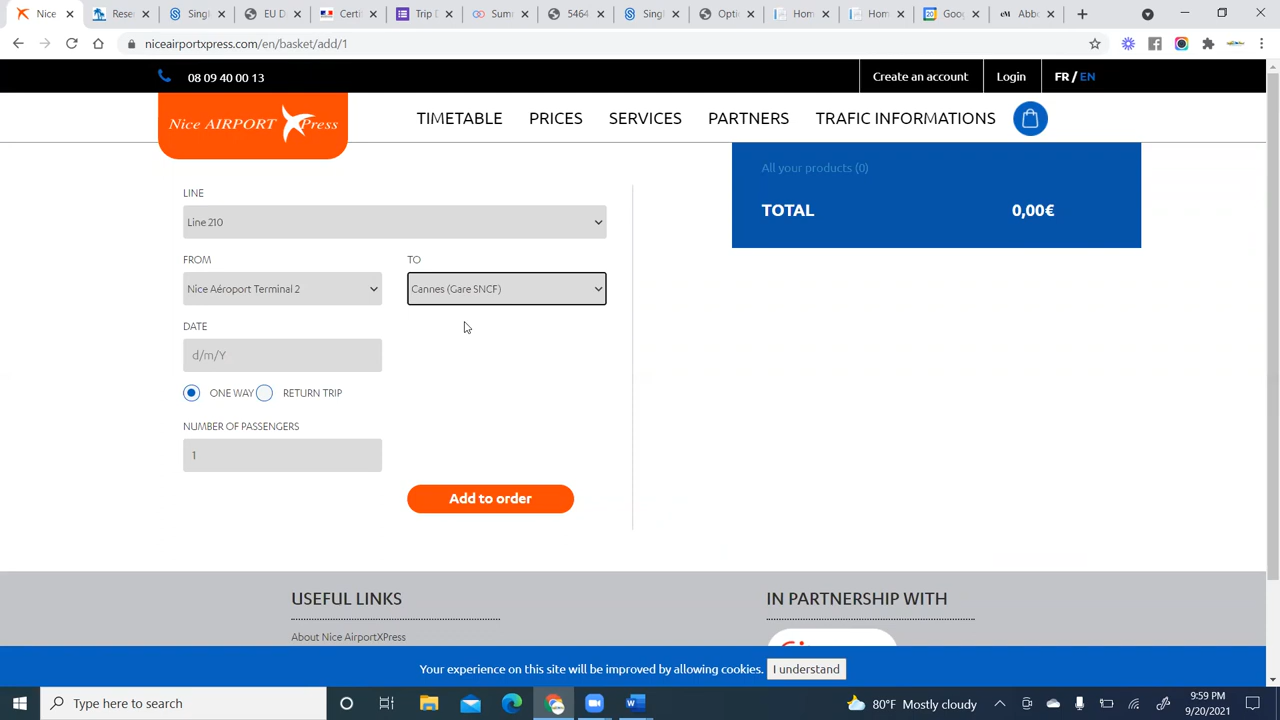 Nice
Rese
Singl
EU D
Certi
Trip D
Sum
5464
Singl
Opti
Hom
Hom
Goog
Abbo
niceairportxpress.com/en/basket/add/1
08 09 40 00 13
Create an account
Login
FR / EN
Nice AIRPORT Press
TIMETABLE
PRICES
SERVICES
PARTNERS
TRAFIC INFORMATIONS
All your products (0)
TOTAL 0,00€
LINE
Line 210
FROM
TO
Nice Aéroport Terminal 2
Cannes (Gare SNCF)
DATE
d/m/Y
ONE WAY
RETURN TRIP
NUMBER OF PASSENGERS
1
Add to order
USEFUL LINKS
IN PARTNERSHIP WITH
About Nice AirportXPress
Your experience on this site will be improved by allowing cookies.
I understand
Type here to search
80°F Mostly cloudy
9:59 PM
9/20/2021